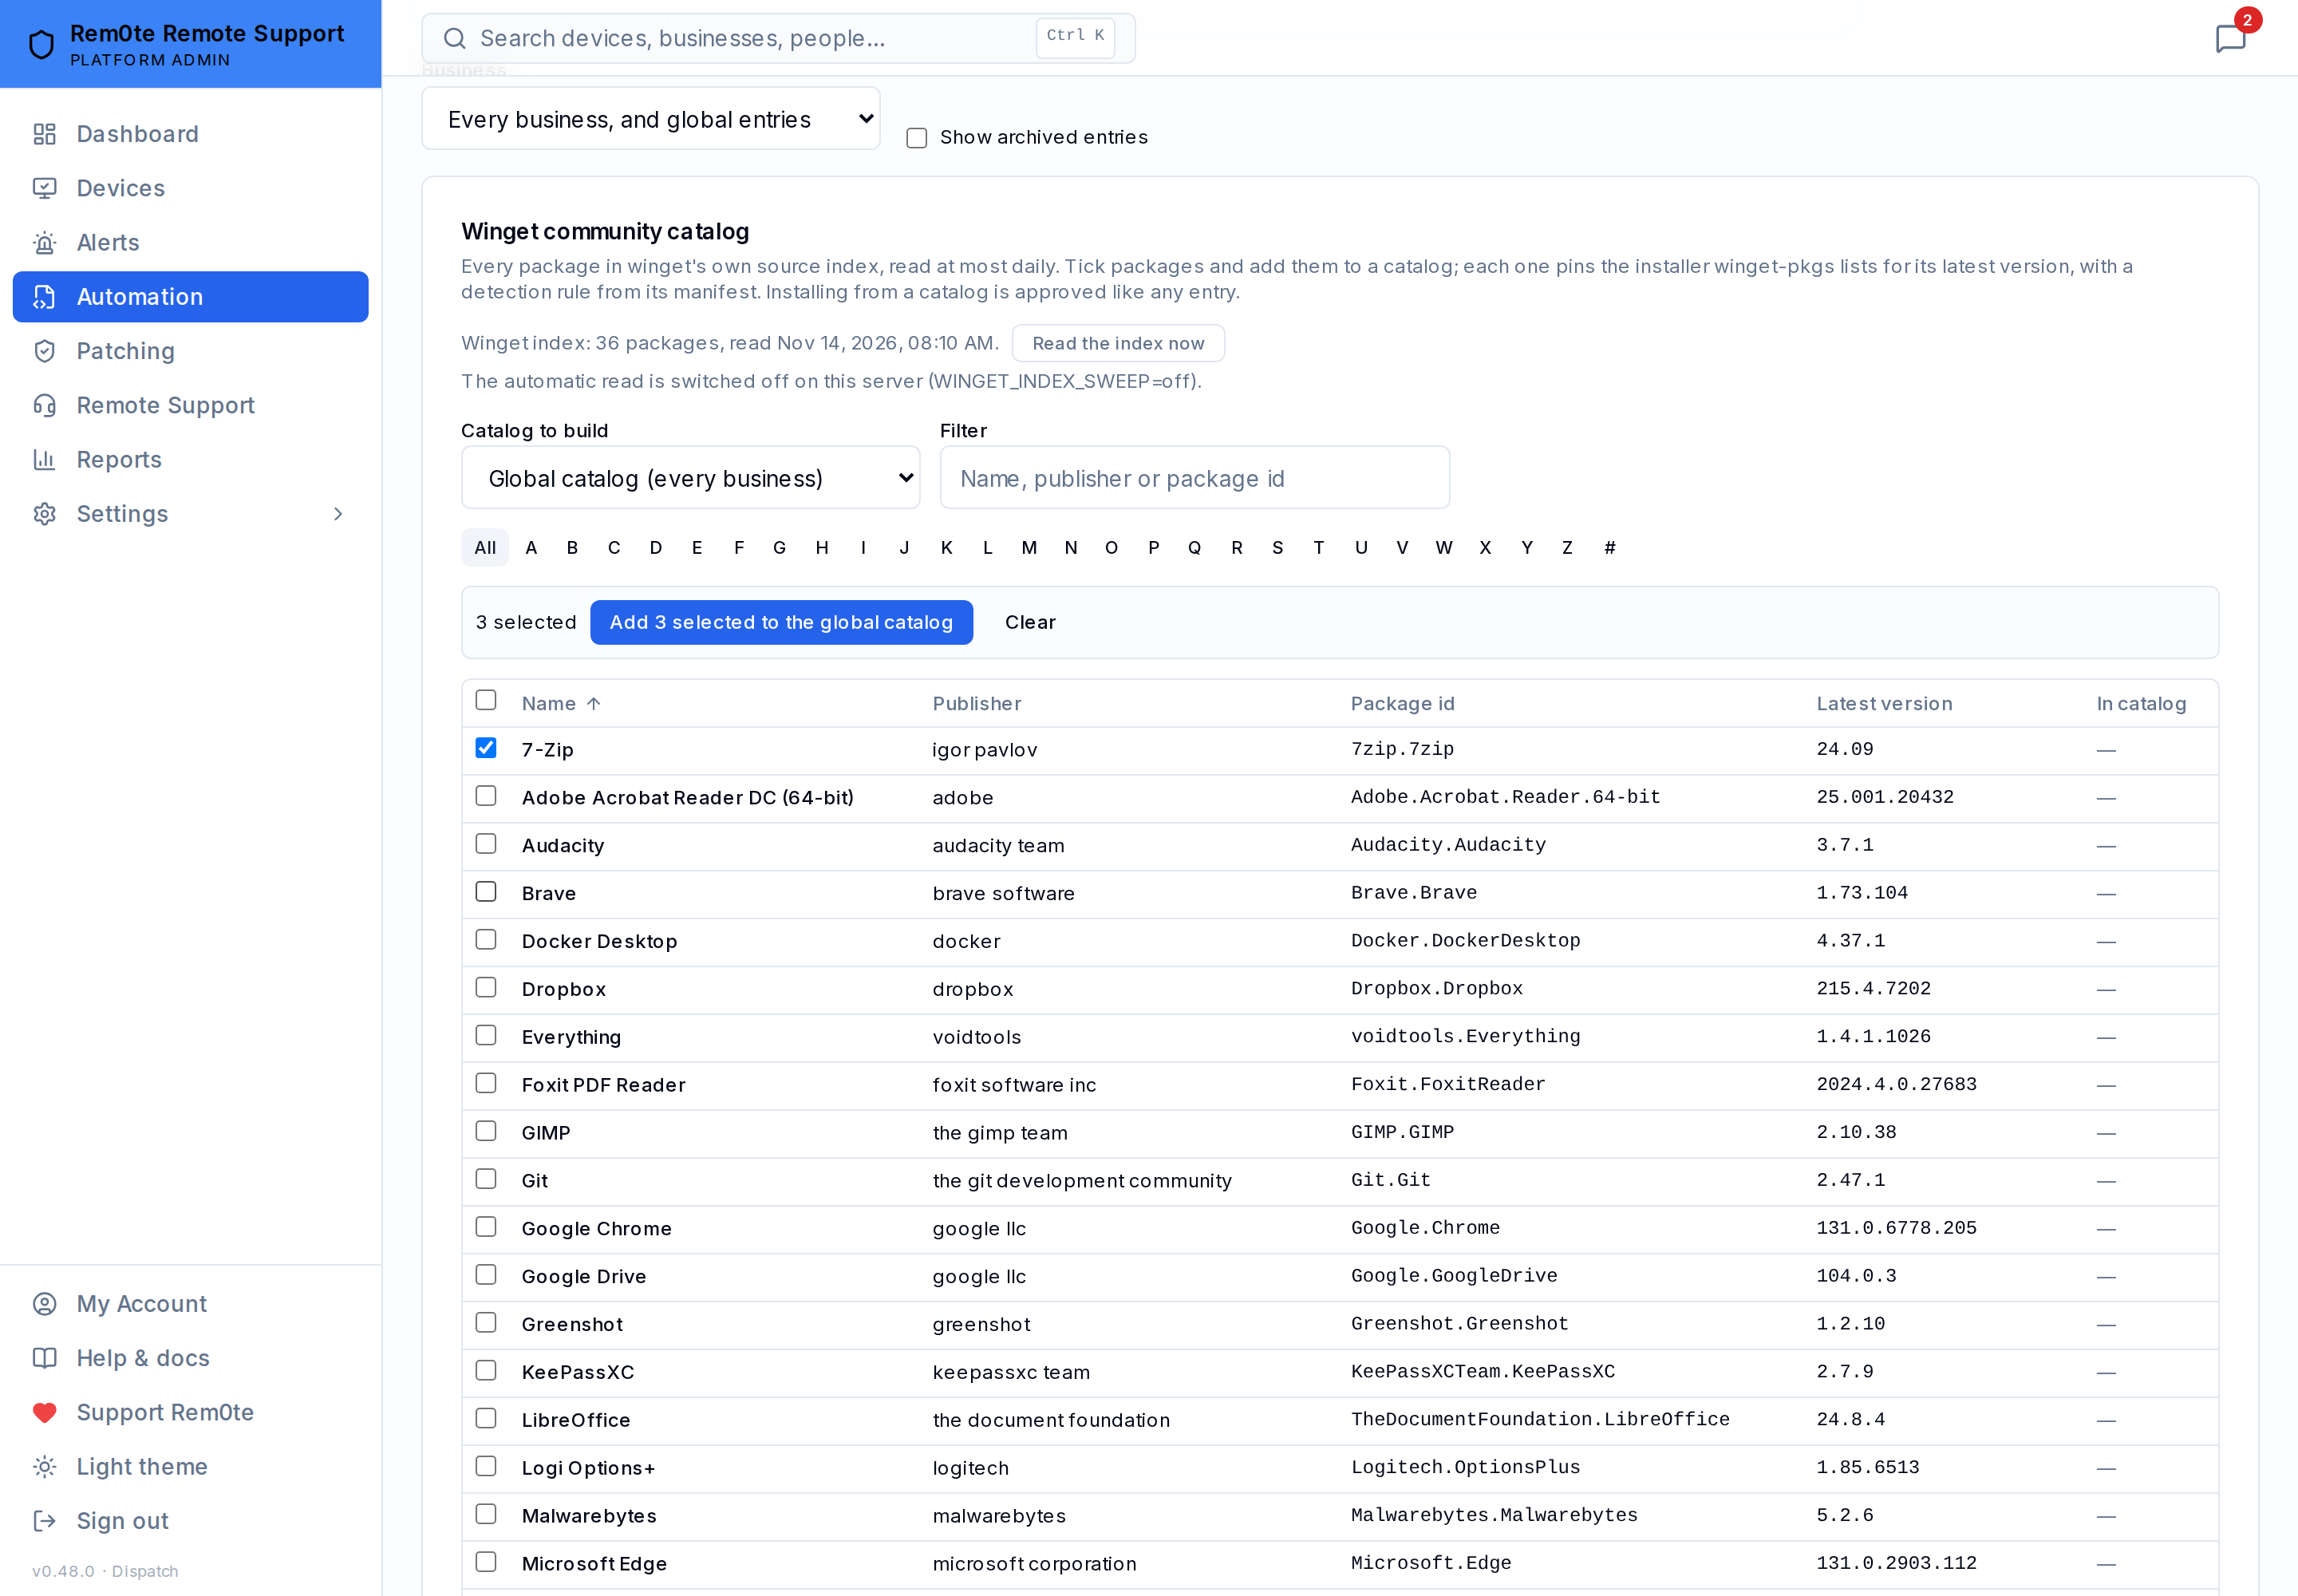 Rem0te Remote Support
PLATFORM ADMIN
Search devices, businesses, people...
Ctrl K
2
Dashboard
Devices
Alerts
Automation
Patching
Remote Support
Reports
Settings
My Account
Help & docs
Support Rem0te
Light theme
Sign out
v0.48.0 · Dispatch
Business
Every business, and global entries
Show archived entries
Winget community catalog
Every package in winget's own source index, read at most daily. Tick packages and add them to a catalog; each one pins the installer winget-pkgs lists for its latest version, with a
detection rule from its manifest. Installing from a catalog is approved like any entry.
Winget index: 36 packages, read Nov 14, 2026, 08:10 AM. Read the index now
The automatic read is switched off on this server (WINGET_INDEX_SWEEP=off).
Catalog to build Filter
Global catalog (every business) Name, publisher or package id
All A B C D E F G H I J K L M N O P Q R S T U V W X Y Z #
3 selected Add 3 selected to the global catalog Clear
Name ↑ Publisher Package id Latest version In catalog
7-Zip igor pavlov 7zip.7zip 24.09 —
Adobe Acrobat Reader DC (64-bit) adobe Adobe.Acrobat.Reader.64-bit 25.001.20432 —
Audacity audacity team Audacity.Audacity 3.7.1 —
Brave brave software Brave.Brave 1.73.104 —
Docker Desktop docker Docker.DockerDesktop 4.37.1 —
Dropbox dropbox Dropbox.Dropbox 215.4.7202 —
Everything voidtools voidtools.Everything 1.4.1.1026 —
Foxit PDF Reader foxit software inc Foxit.FoxitReader 2024.4.0.27683 —
GIMP the gimp team GIMP.GIMP 2.10.38 —
Git the git development community Git.Git 2.47.1 —
Google Chrome google llc Google.Chrome 131.0.6778.205 —
Google Drive google llc Google.GoogleDrive 104.0.3 —
Greenshot greenshot Greenshot.Greenshot 1.2.10 —
KeePassXC keepassxc team KeePassXCTeam.KeePassXC 2.7.9 —
LibreOffice the document foundation TheDocumentFoundation.LibreOffice 24.8.4 —
Logi Options+ logitech Logitech.OptionsPlus 1.85.6513 —
Malwarebytes malwarebytes Malwarebytes.Malwarebytes 5.2.6 —
Microsoft Edge microsoft corporation Microsoft.Edge 131.0.2903.112 —